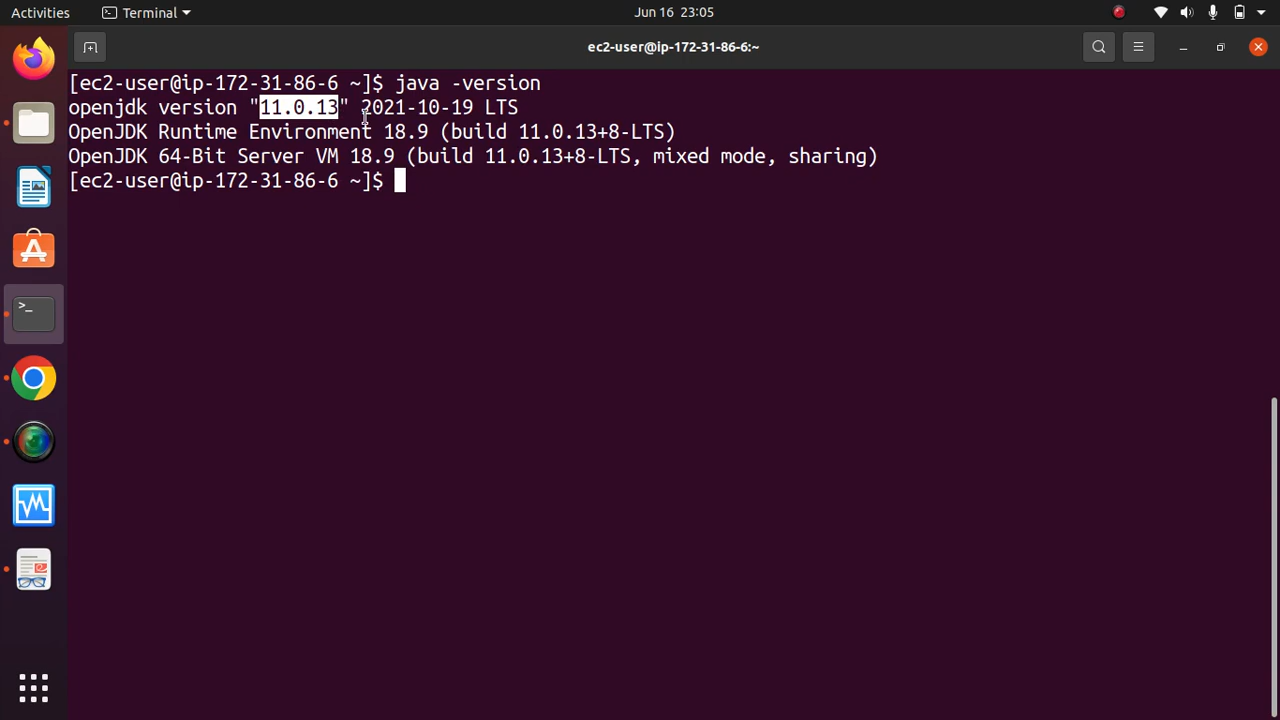 Activities
Terminal
Jun 16 23:05
ec2-user@ip-172-31-86-6:~
[ec2-user@ip-172-31-86-6 ~]$ java -version
openjdk version "11.0.13" 2021-10-19 LTS
OpenJDK Runtime Environment 18.9 (build 11.0.13+8-LTS)
OpenJDK 64-Bit Server VM 18.9 (build 11.0.13+8-LTS, mixed mode, sharing)
[ec2-user@ip-172-31-86-6 ~]$